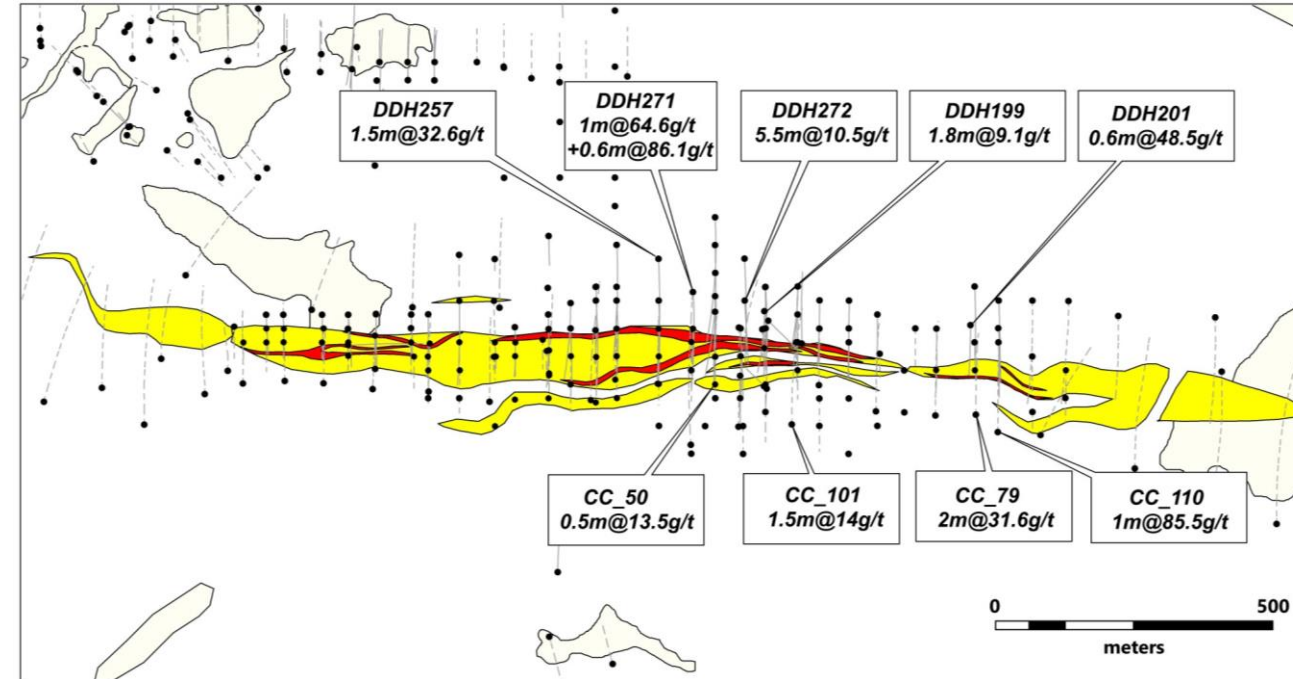 DDH257
1.5m@32.6g/t
DDH271
1m@64.6g/t
+0.6m@86.1g/t
DDH272
5.5m@10.5g/t
DDH199
1.8m@9.1g/t
DDH201
0.6m@48.5g/t
CC_50
0.5m@13.5g/t
CC_101
1.5m@14g/t
CC_79
2m@31.6g/t
CC_110
1m@85.5g/t
0 500
meters